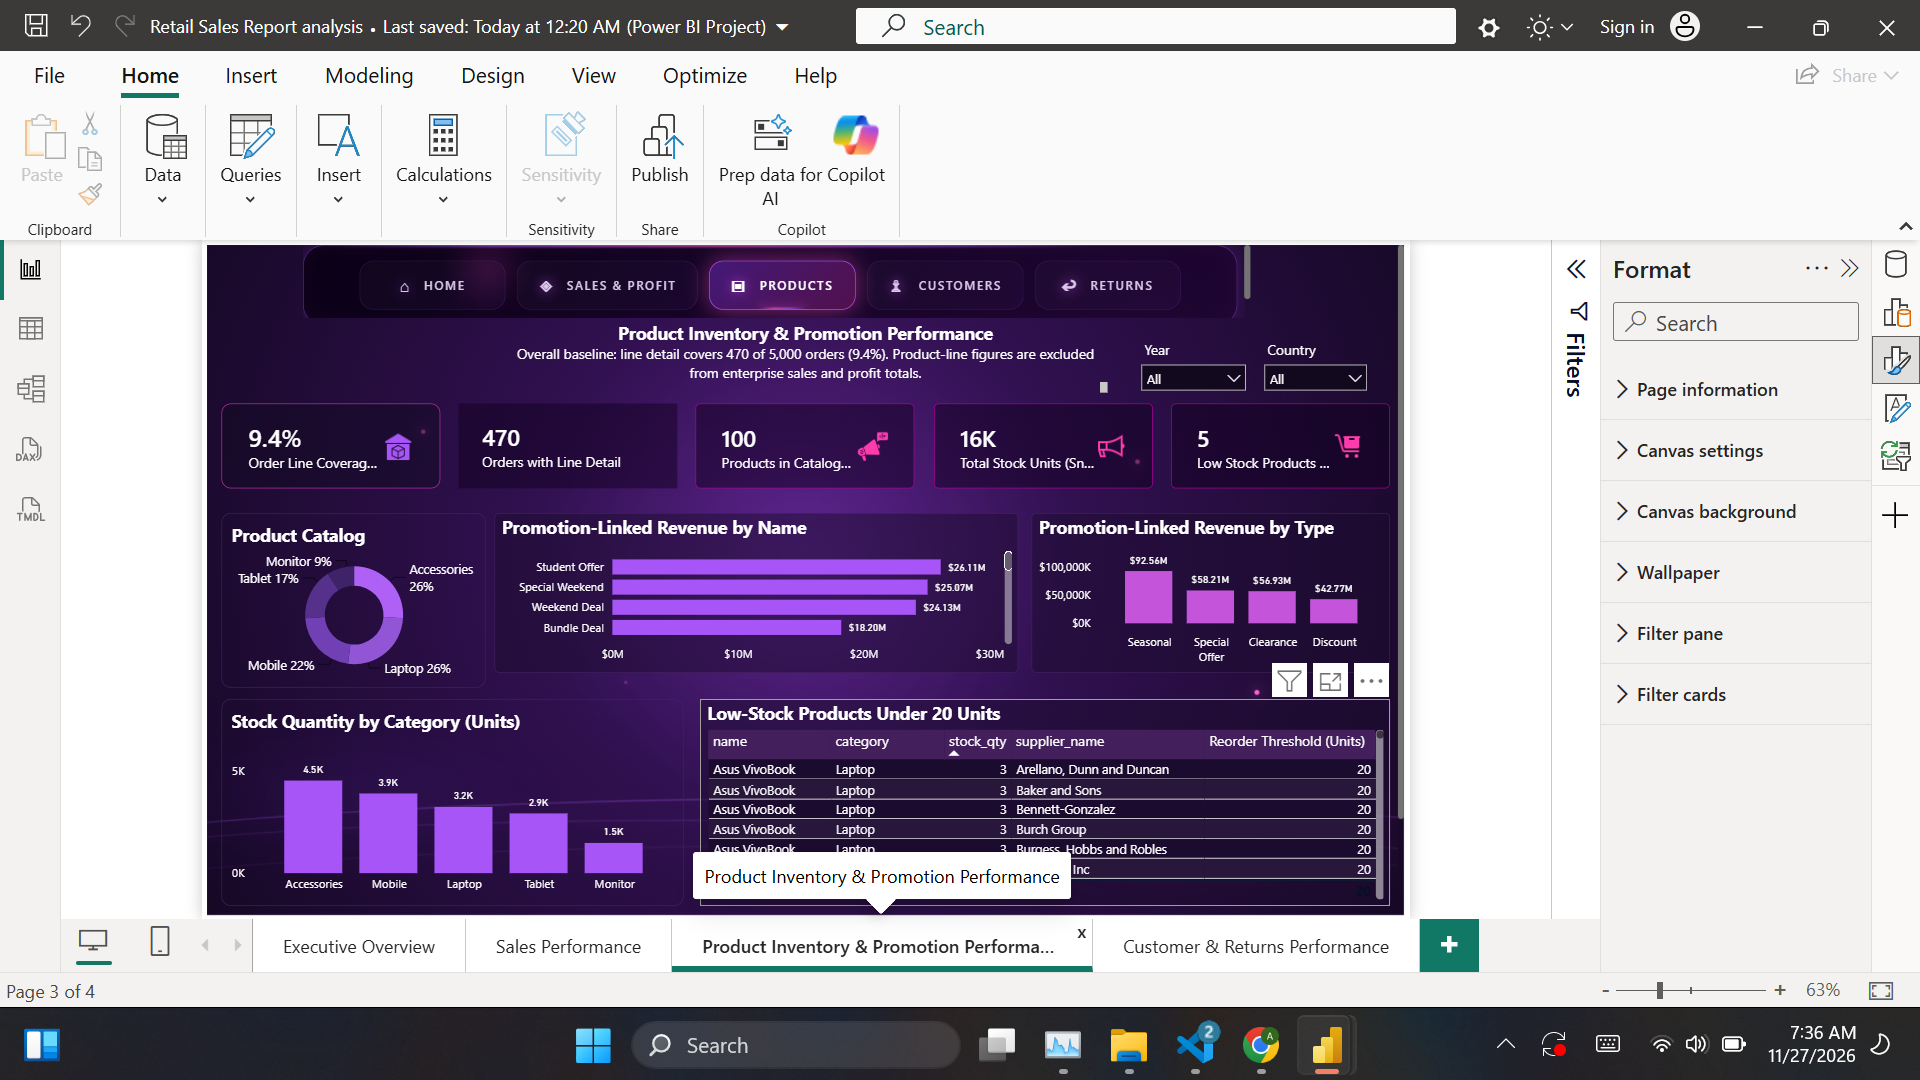 Retail Sales Report analysis • Last saved: Today at 12:20 AM (Power BI Project)
Search
Sign in
File Home Insert Modeling Design View Optimize Help
Share
Paste
Data
Queries
Insert
Calculations
Sensitivity
Publish
Prep data for AI
Copilot
Clipboard
Sensitivity
Share
Copilot
DAX
TMDL
HOME
SALES & PROFIT
PRODUCTS
CUSTOMERS
RETURNS
Product Inventory & Promotion Performance
Overall baseline: line detail covers 470 of 5,000 orders (9.4%). Product-line figures are excluded
from enterprise sales and profit totals.
Year
All
Country
All
9.4%
Order Line Coverag...
470
Orders with Line Detail
100
Products in Catalog...
16K
Total Stock Units (Sn...
5
Low Stock Products ...
Product Catalog
Monitor 9%
Tablet 17%
Accessories
26%
Mobile 22%
Laptop 26%
Promotion-Linked Revenue by Name
Student Offer $26.11M
Special Weekend $25.07M
Weekend Deal $24.13M
Bundle Deal $18.20M
$0M $10M $20M $30M
Promotion-Linked Revenue by Type
$100,000K
$50,000K
$0K
$92.56M
$58.21M
$56.93M
$42.77M
Seasonal
Special
Offer
Clearance
Discount
Stock Quantity by Category (Units)
5K
0K
4.5K
3.9K
3.2K
2.9K
1.5K
Accessories Mobile Laptop Tablet Monitor
Low-Stock Products Under 20 Units
name category stock_qty supplier_name Reorder Threshold (Units)
Asus VivoBook Laptop 3 Arellano, Dunn and Duncan 20
Asus VivoBook Laptop 3 Baker and Sons 20
Asus VivoBook Laptop 3 Bennett-Gonzalez 20
Asus VivoBook Laptop 3 Burch Group 20
Asus VivoBook Laptop 3 Burgess, Hobbs and Robles 20
Inc 20
Product Inventory & Promotion Performance
Filters
Format
Search
Page information
Canvas settings
Canvas background
Wallpaper
Filter pane
Filter cards
Executive Overview
Sales Performance
Product Inventory & Promotion Performa...
x
Customer & Returns Performance
+
Page 3 of 4
- + 63%
Search
2
A
7:36 AM
11/27/2026